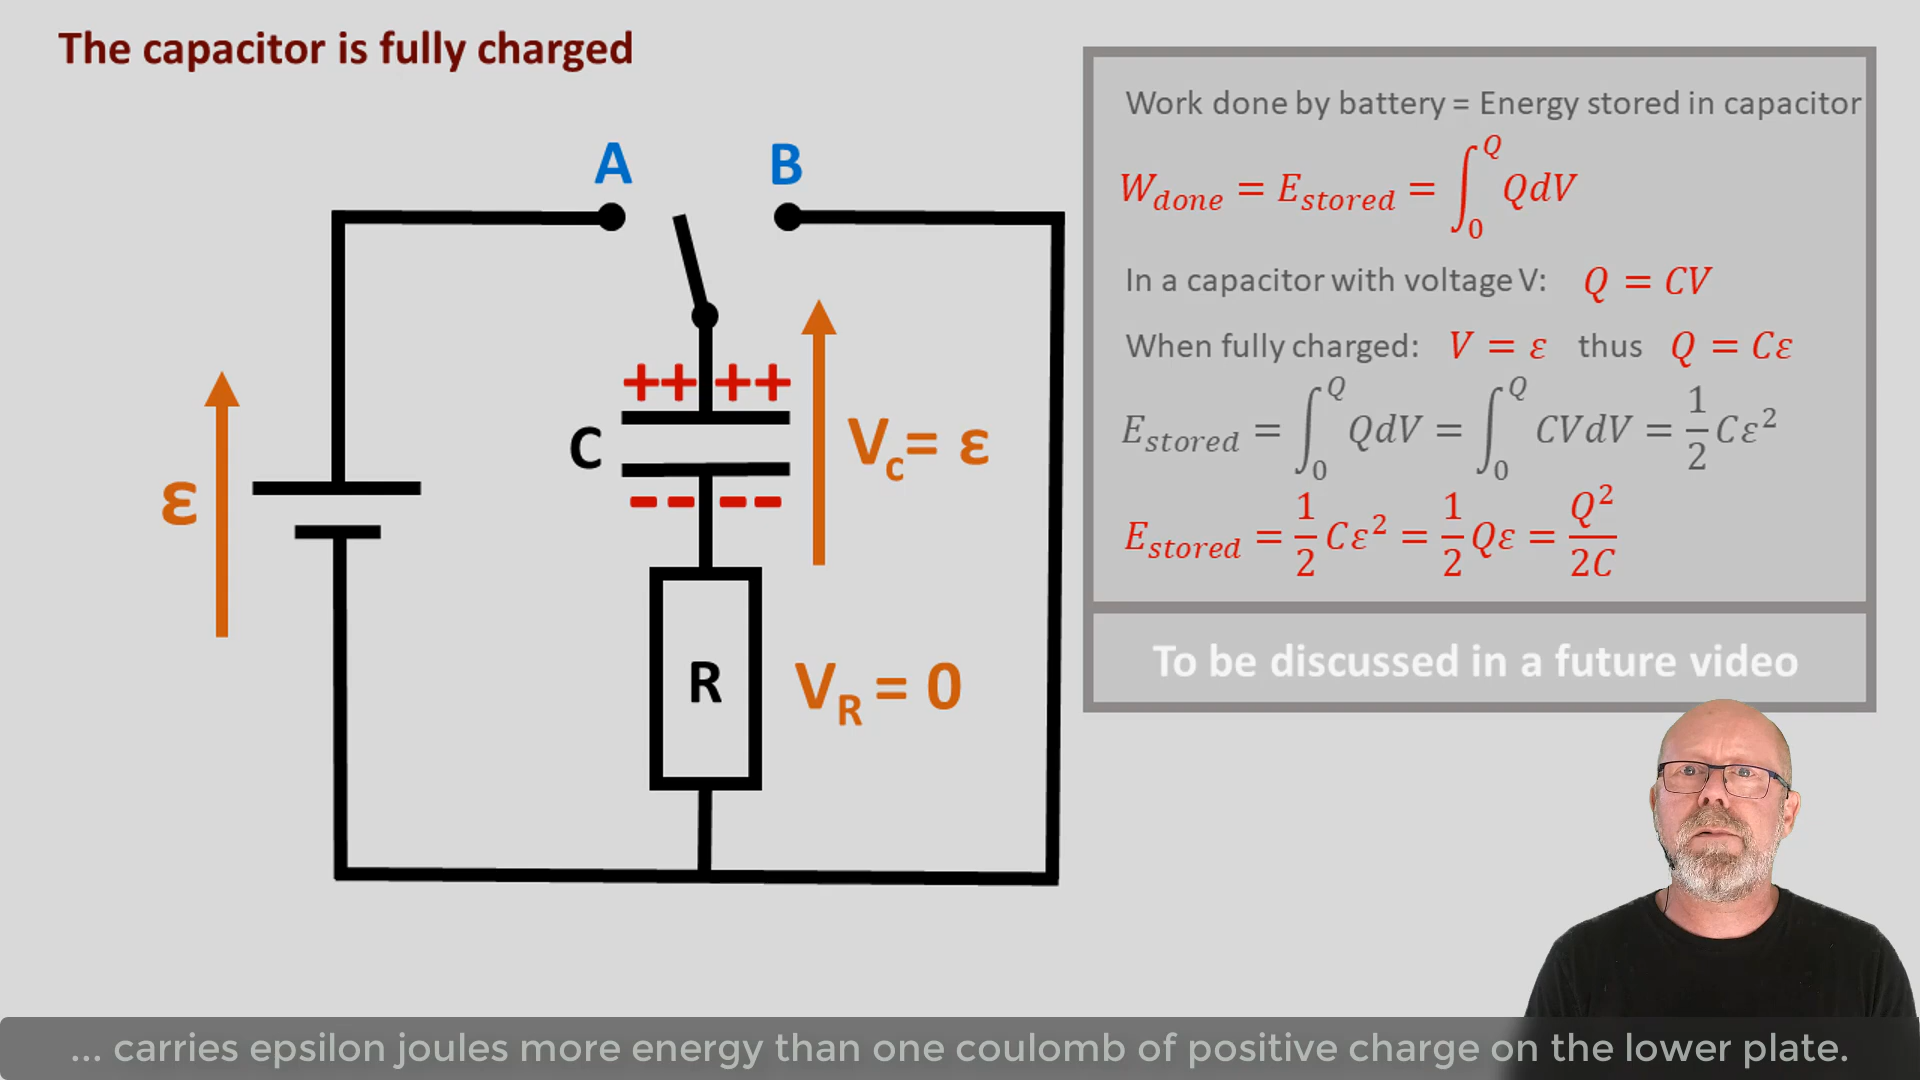 The capacitor is fully charged
A B
++ ++
C
-- --
ε
V_c = ε
R
V_R = 0
Work done by battery = Energy stored in capacitor
W_done = E_stored = ∫₀^Q QdV
In a capacitor with voltage V: Q = CV
When fully charged: V = ε thus Q = Cε
E_stored = ∫₀^Q QdV = ∫₀^Q CVdV = 1/2 Cε²
E_stored = 1/2 Cε² = 1/2 Qε = Q²/2C
To be discussed in a future video
... carries epsilon joules more energy than one coulomb of positive charge on the lower plate.